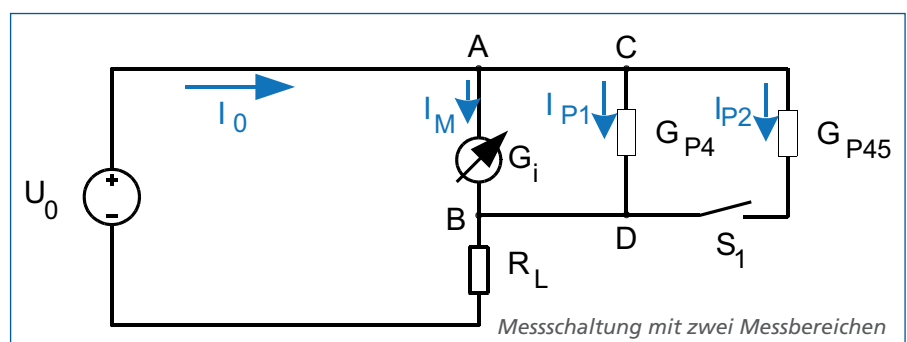 A
C
I0
IM
IP1
IP2
GP4
GP45
Gi
U0
+
−
B
D
S1
RL
Messschaltung mit zwei Messbereichen